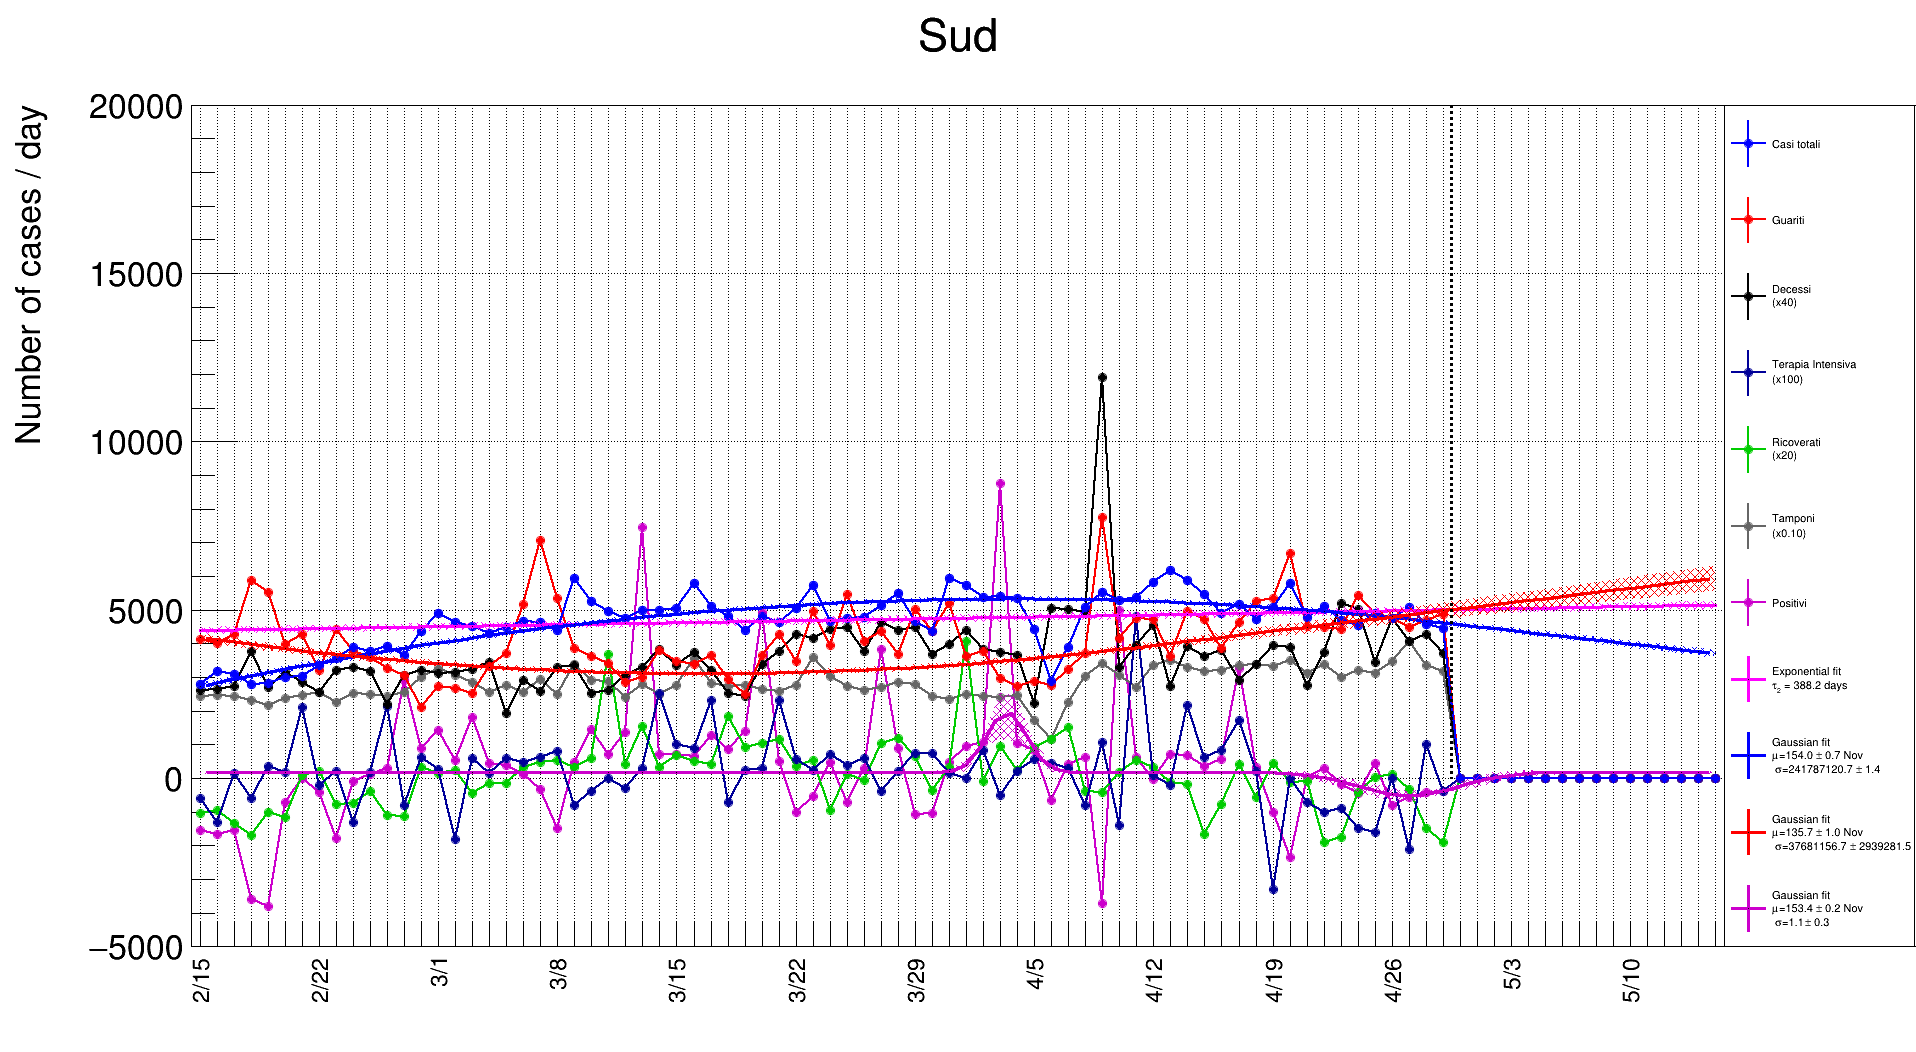 Sud
Number of cases / day
20000
15000
10000
5000
0
−5000
2/15
2/22
3/1
3/8
3/15
3/22
3/29
4/5
4/12
4/19
4/26
5/3
5/10
Casi totali
Guariti
Decessi
(x40)
Terapia Intensiva
(x100)
Ricoverati
(x20)
Tamponi
(x0.10)
Positivi
Exponential fit
τ₂ = 388.2 days
Gaussian fit
μ=154.0 ± 0.7 Nov
σ=241787120.7 ± 1.4
Gaussian fit
μ=135.7 ± 1.0 Nov
σ=37681156.7 ± 2939281.5
Gaussian fit
μ=153.4 ± 0.2 Nov
σ=1.1 ± 0.3